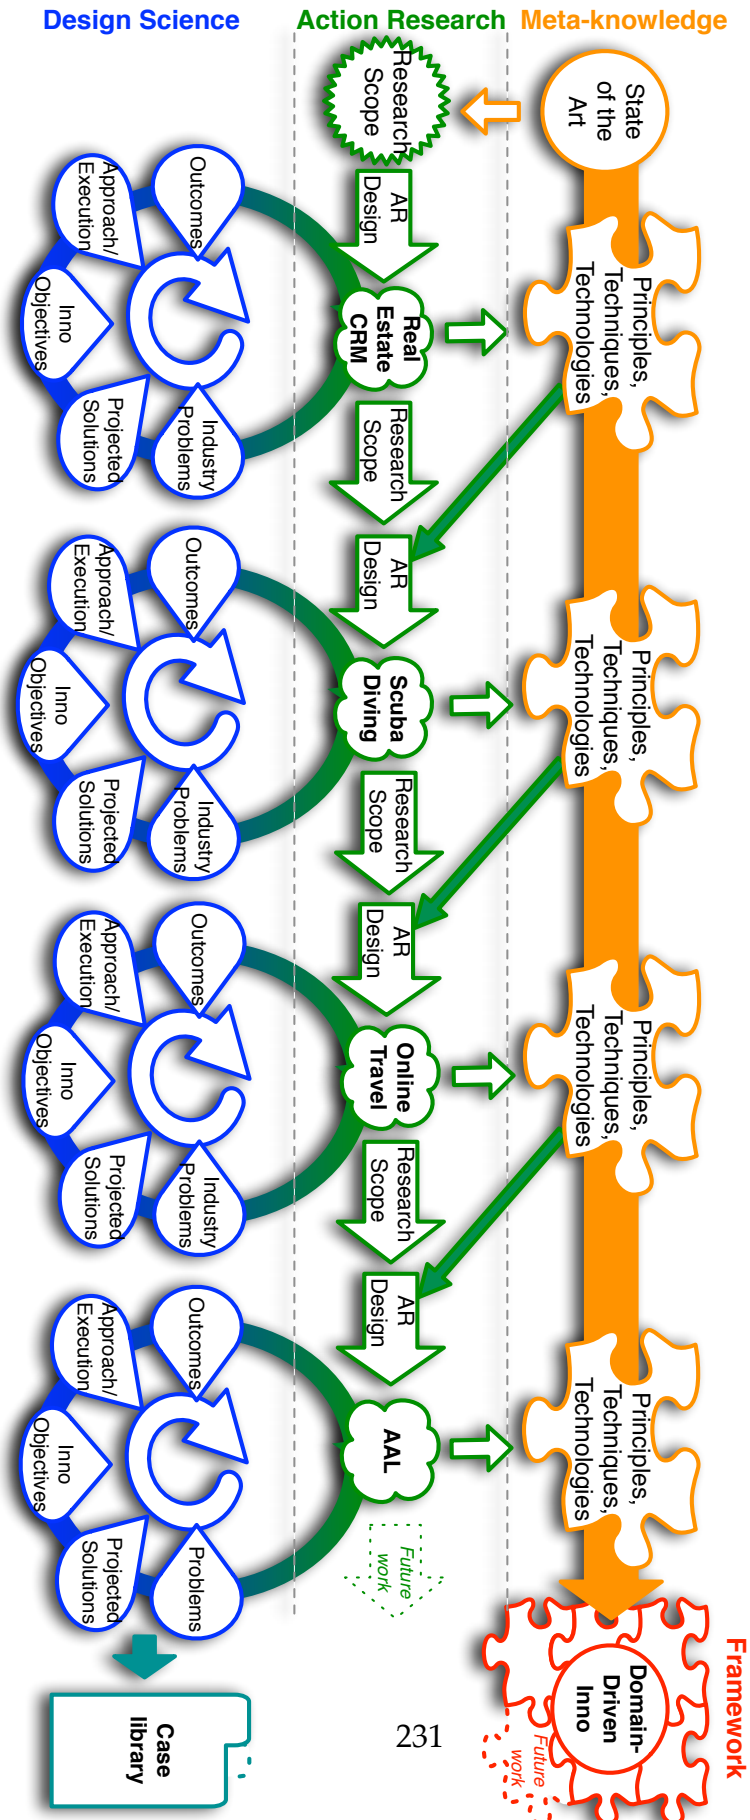 Design Science
Action Research
Meta-knowledge
State
of the
Art
Principles,
Techniques,
Technologies
Principles,
Techniques,
Technologies
Principles,
Techniques,
Technologies
Principles,
Techniques,
Technologies
Framework
Domain-
Driven
Inno
Future
work
Research
Scope
AR
Design
Real
Estate
CRM
Research
Scope
AR
Design
Scuba
Diving
Research
Scope
AR
Design
Online
Travel
Research
Scope
AR
Design
AAL
Future
work
Outcomes
Approach/
Execution
Inno
Objectives
Projected
Solutions
Industry
Problems
Outcomes
Approach/
Execution
Inno
Objectives
Projected
Solutions
Industry
Problems
Outcomes
Approach/
Execution
Inno
Objectives
Projected
Solutions
Industry
Problems
Outcomes
Approach/
Execution
Inno
Objectives
Projected
Solutions
Problems
Case
library
231